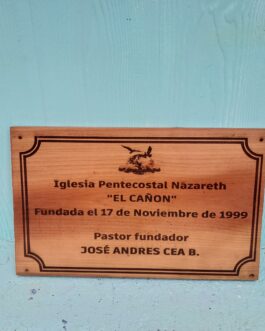 Iglesia Pentecostal Nazareth
"EL CAÑON"
Fundada el 17 de Noviembre de 1999
Pastor fundador
JOSÉ ANDRES CEA B.